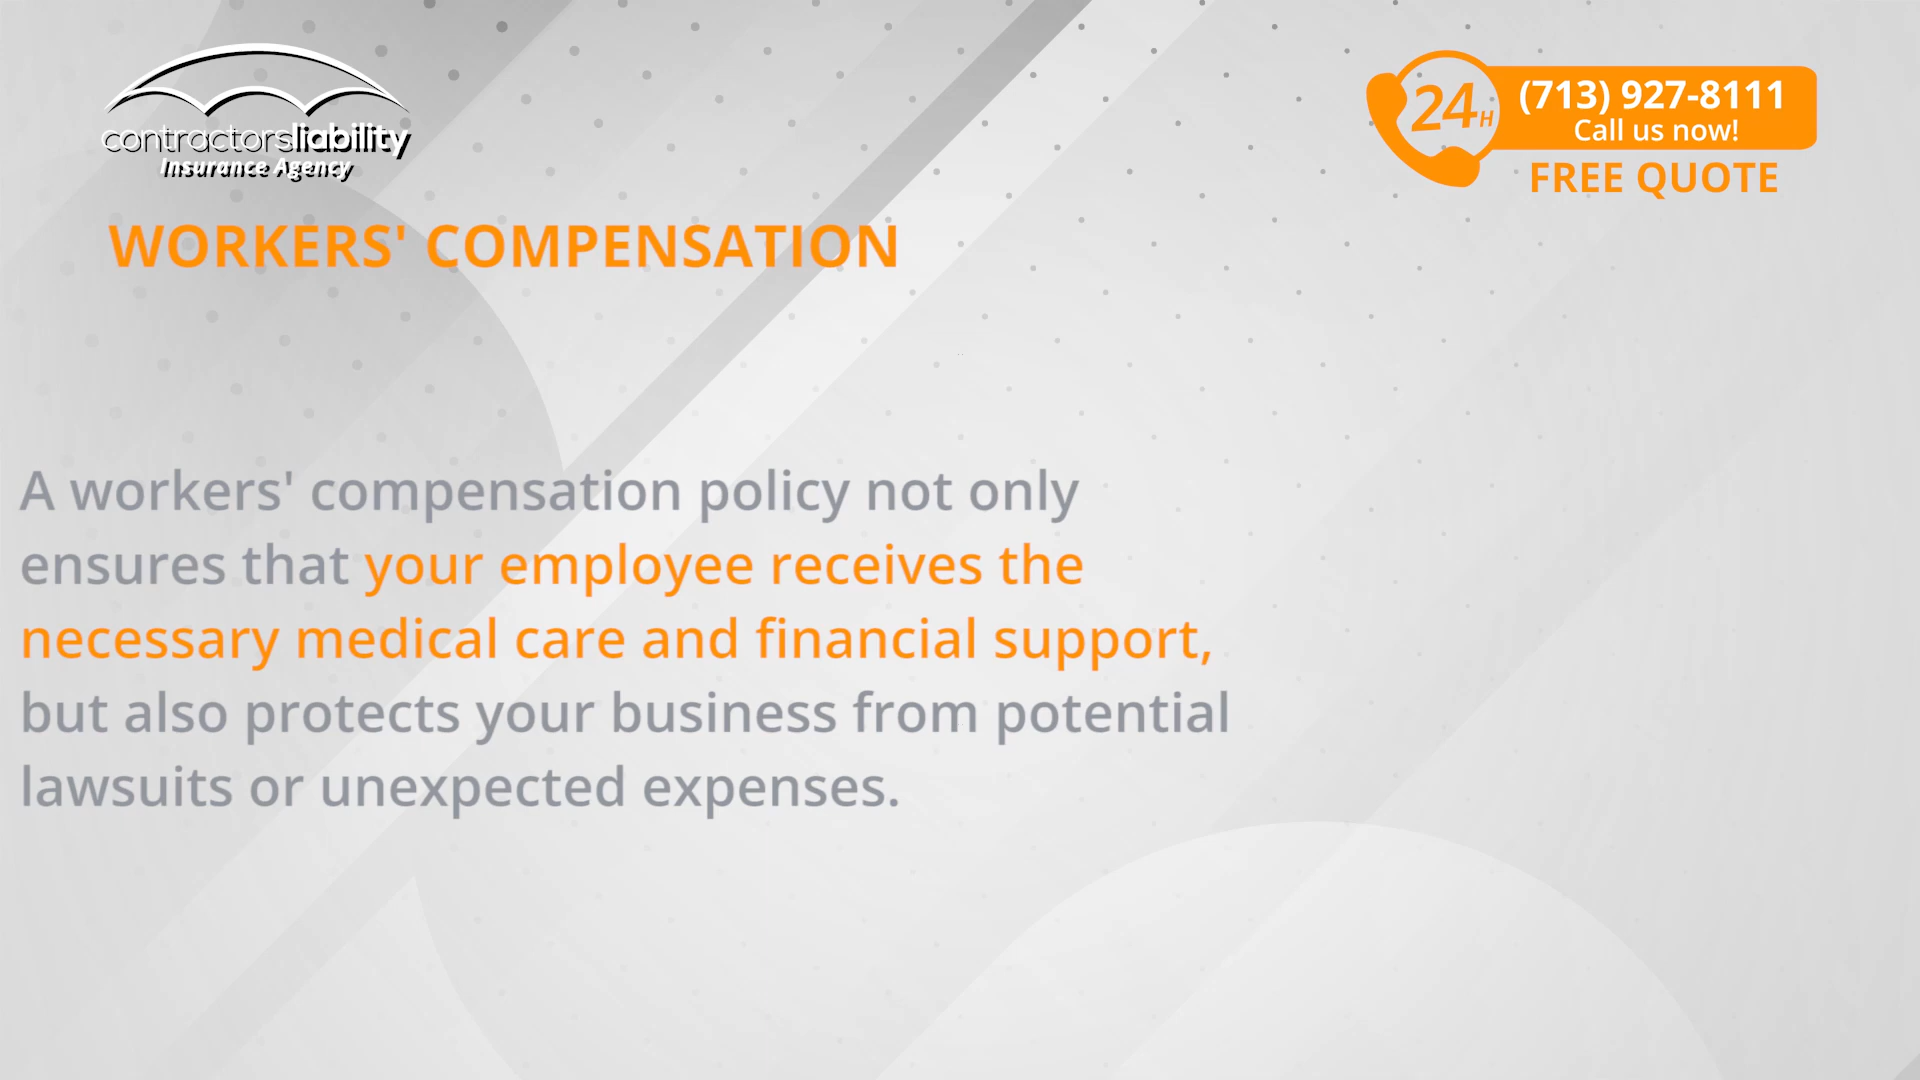 contractorsliability
Insurance Agency
24H
(713) 927-8111
Call us now!
FREE QUOTE
WORKERS' COMPENSATION
A workers' compensation policy not only
ensures that your employee receives the
necessary medical care and financial support,
but also protects your business from potential
lawsuits or unexpected expenses.